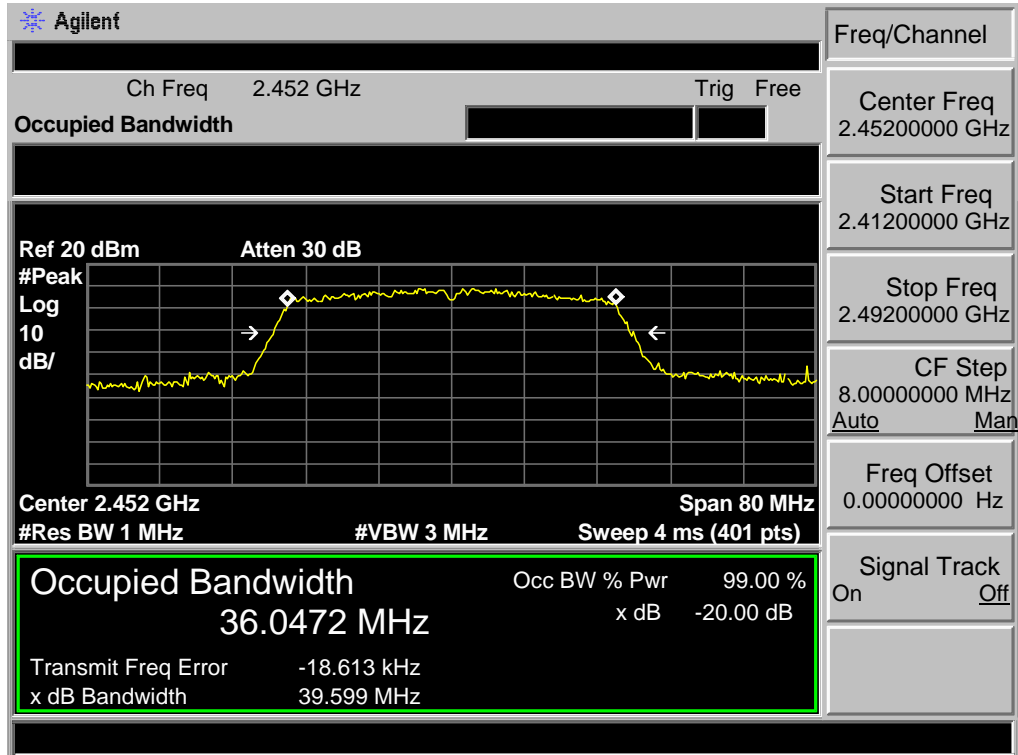 Agilent
Freq/Channel
Ch Freq 2.452 GHz Trig Free
Occupied Bandwidth
Center Freq
2.45200000 GHz
Start Freq
2.41200000 GHz
Ref 20 dBm Atten 30 dB
#Peak
Log
10
dB/
Stop Freq
2.49200000 GHz
CF Step
8.00000000 MHz
Auto Man
Center 2.452 GHz Span 80 MHz
#Res BW 1 MHz #VBW 3 MHz Sweep 4 ms (401 pts)
Freq Offset
0.00000000 Hz
Occupied Bandwidth
36.0472 MHz
Occ BW % Pwr 99.00 %
x dB -20.00 dB
Signal Track
On Off
Transmit Freq Error -18.613 kHz
x dB Bandwidth 39.599 MHz